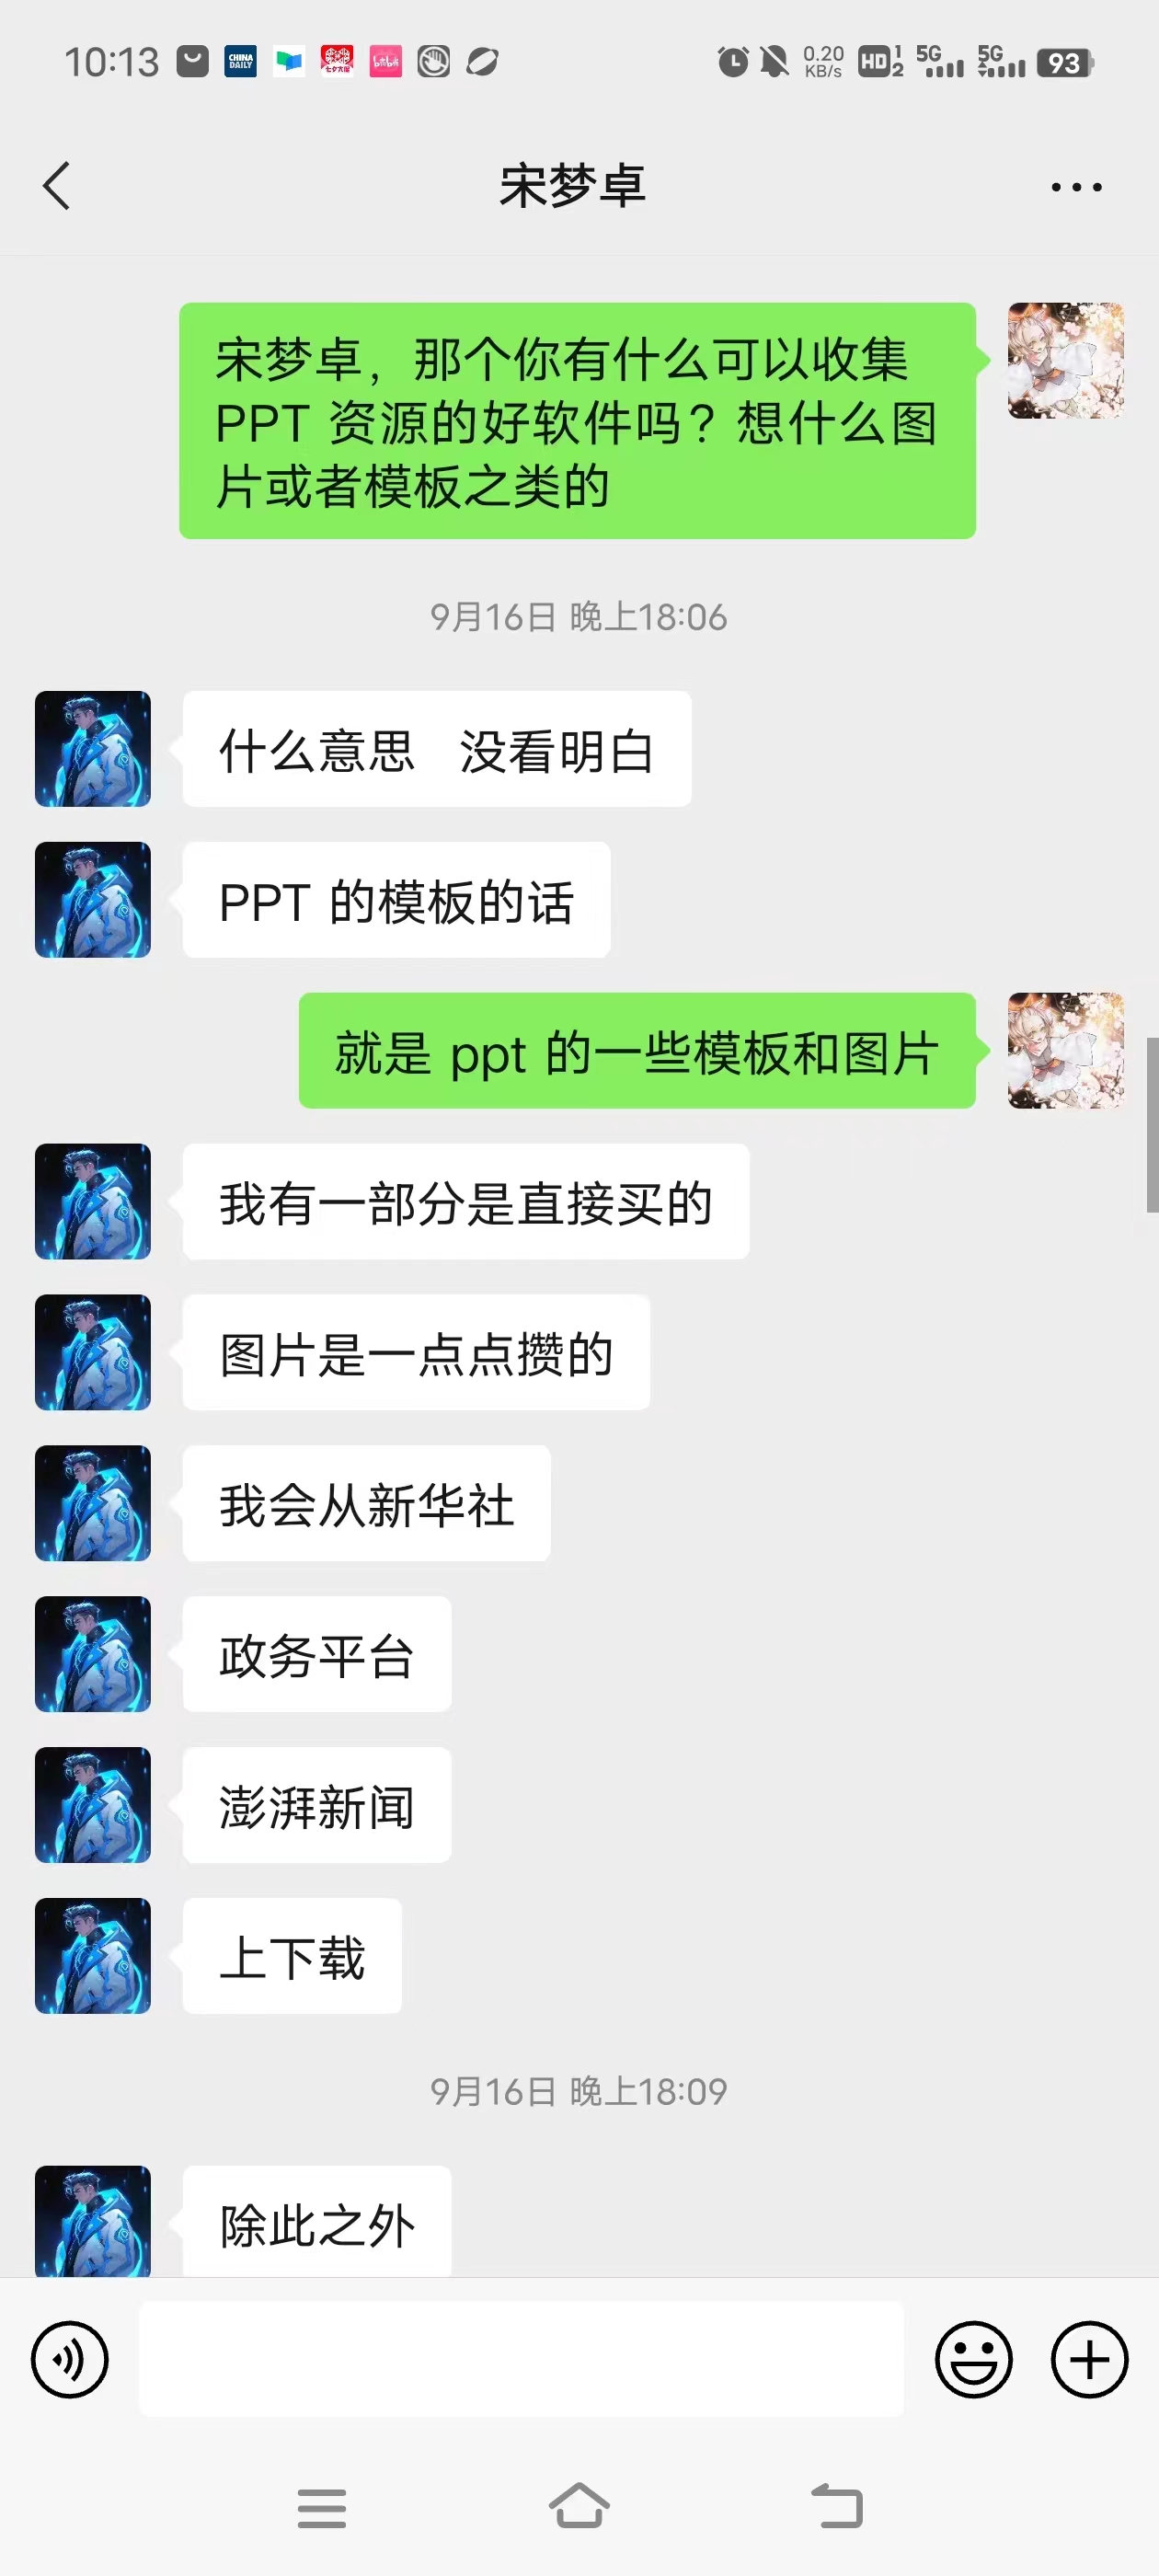 10:13
CHINA DAILY
0.20 KB/s
HD 1 2
5G
5G
93
宋梦卓
宋梦卓，那个你有什么可以收集
PPT 资源的好软件吗？想什么图
片或者模板之类的
9月16日 晚上18:06
什么意思   没看明白
PPT 的模板的话
就是 ppt 的一些模板和图片
我有一部分是直接买的
图片是一点点攒的
我会从新华社
政务平台
澎湃新闻
上下载
9月16日 晚上18:09
除此之外